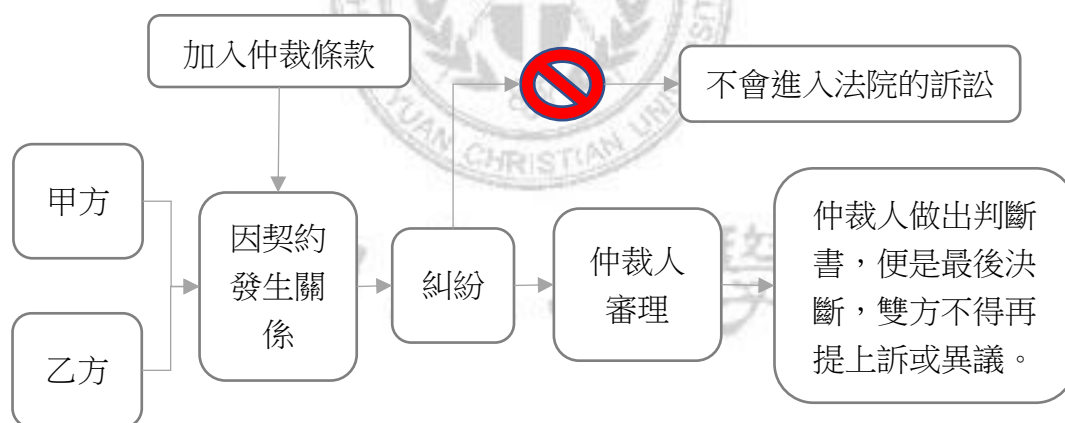 加入仲裁條款
不會進入法院的訴訟
甲方
乙方
因契約
發生關
係
糾紛
仲裁人
審理
仲裁人做出判斷
書，便是最後決
斷，雙方不得再
提上訴或異議。
YUAN CHRISTIAN UNI